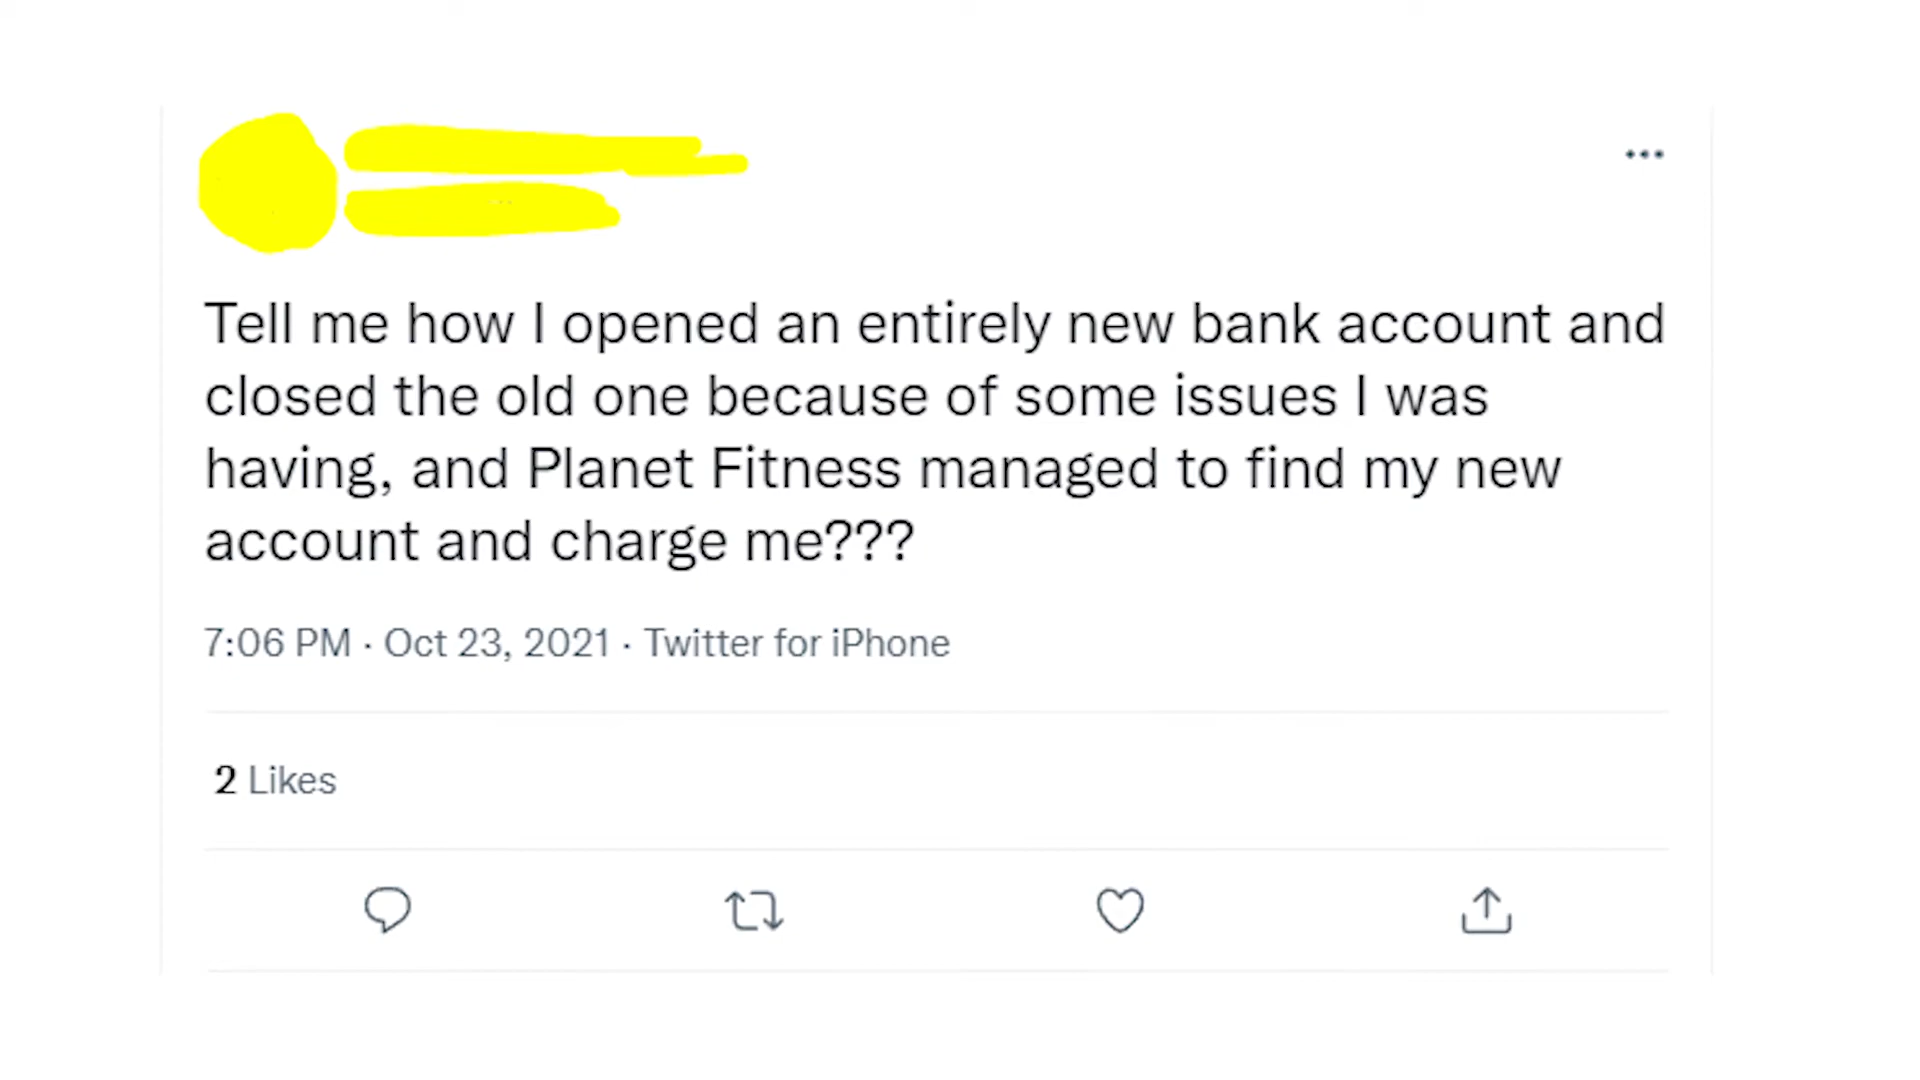 Tell me how I opened an entirely new bank account and
closed the old one because of some issues I was
having, and Planet Fitness managed to find my new
account and charge me???
7:06 PM · Oct 23, 2021 · Twitter for iPhone
2 Likes